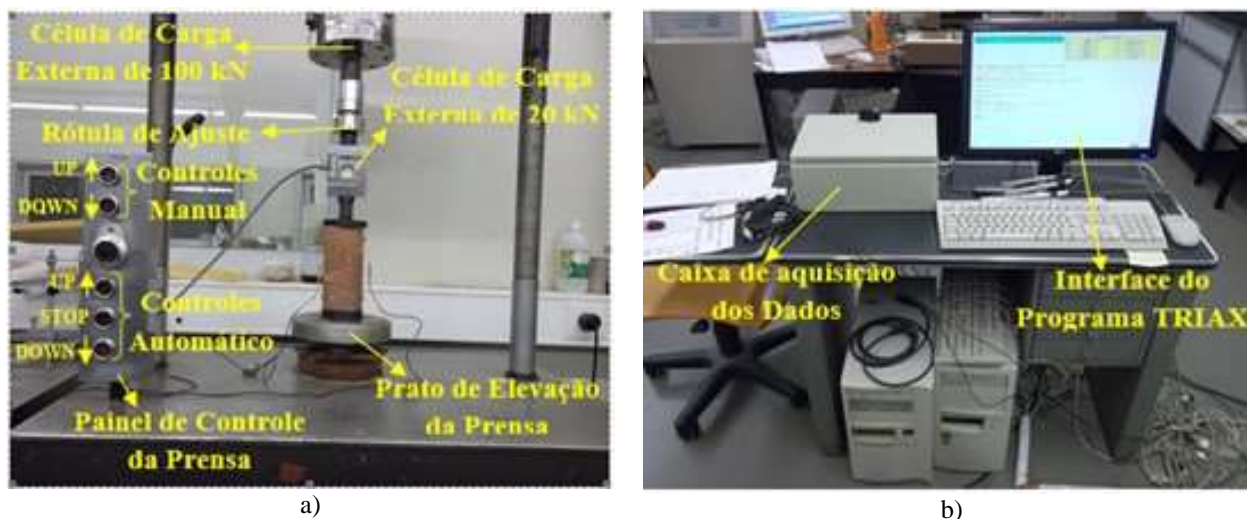 Célula de Carga
Externa de 100 kN
Célula de Carga
Externa de 20 kN
Rótula de Ajuste
UP
DOWN
Controles
Manual
UP
STOP
DOWN
Controles
Automático
Prato de Elevação
da Prensa
Painel de Controle
da Prensa
a)
Caixa de aquisição
dos Dados
Interface do
Programa TRIAX
b)